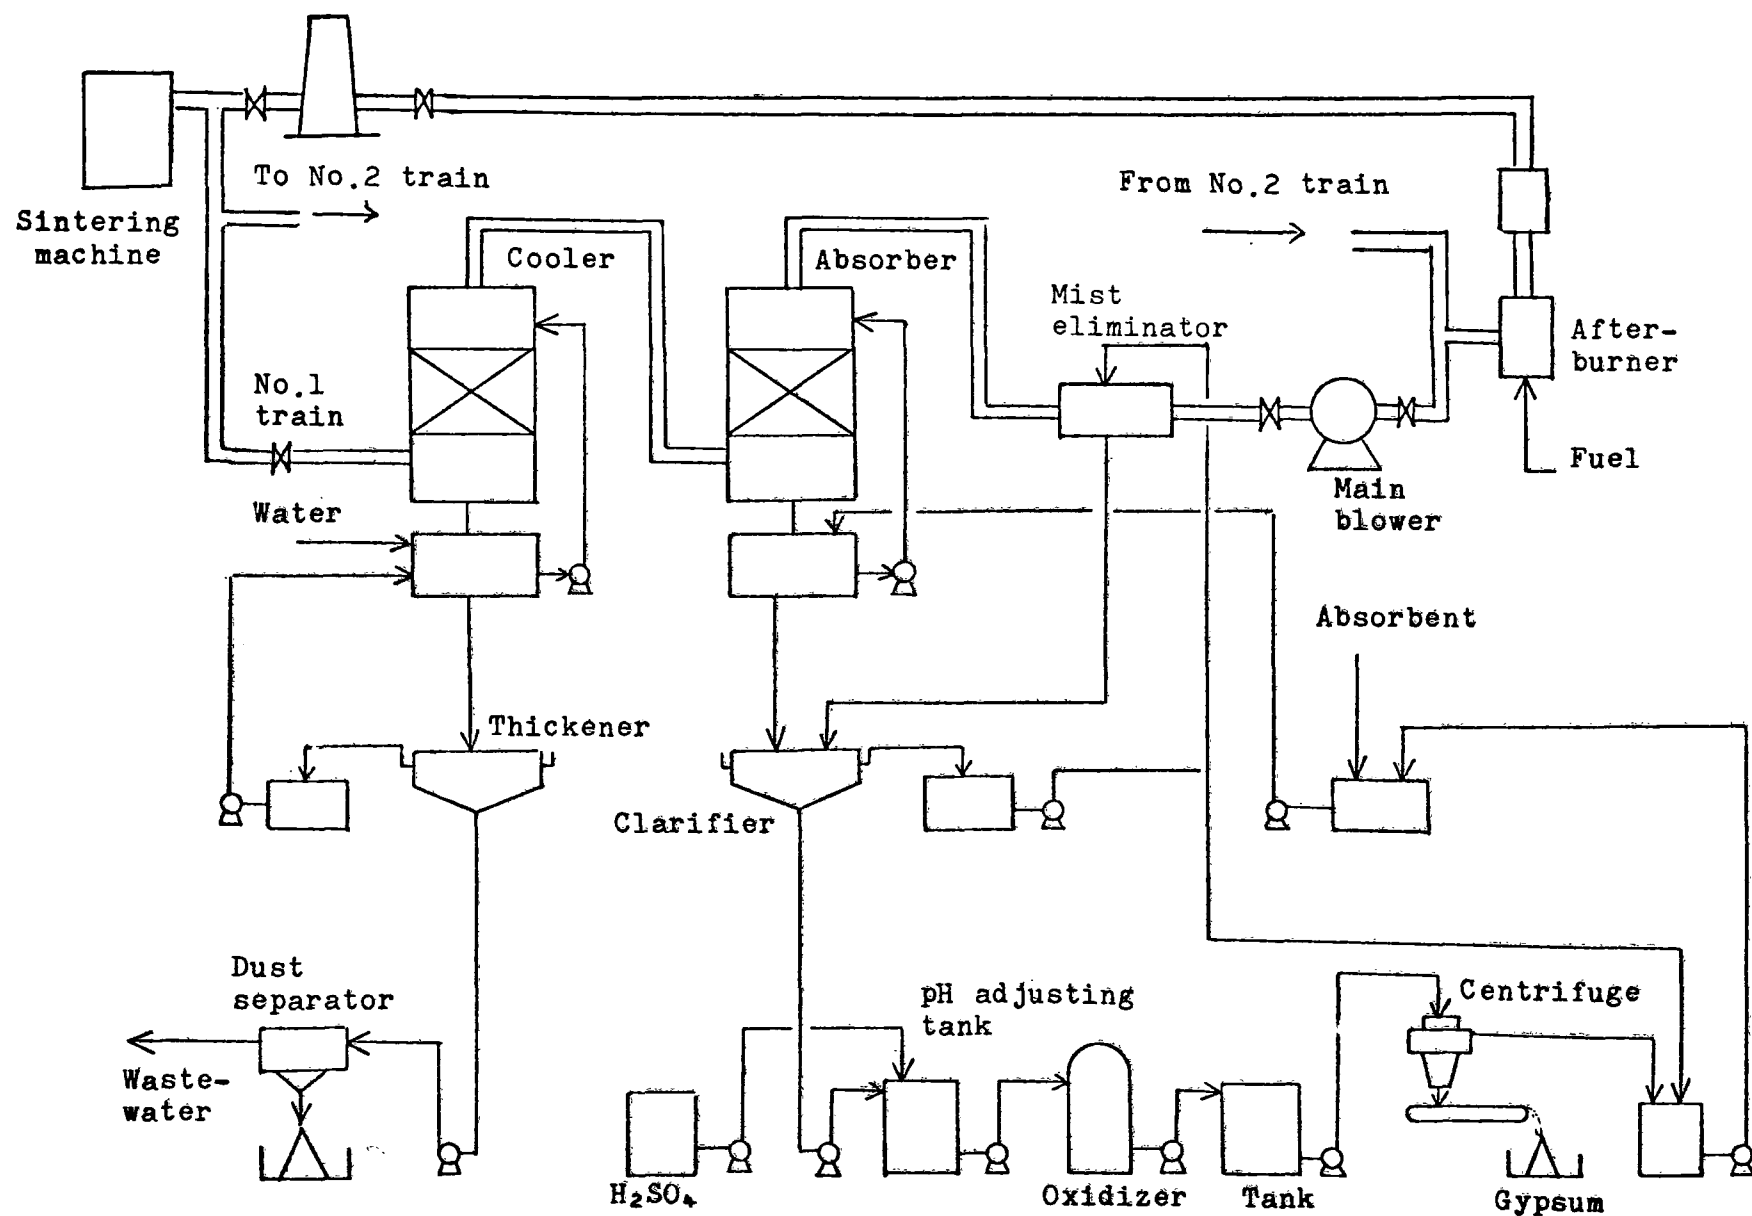 To No.2 train
From No.2 train
Sintering
machine
Cooler
Absorber
Mist
eliminator
After-
burner
No.1
train
Fuel
Main
blower
Water
Absorbent
Thickener
Clarifier
Dust
separator
pH adjusting
tank
Centrifuge
Waste-
water
H₂SO₄
Oxidizer
Tank
Gypsum